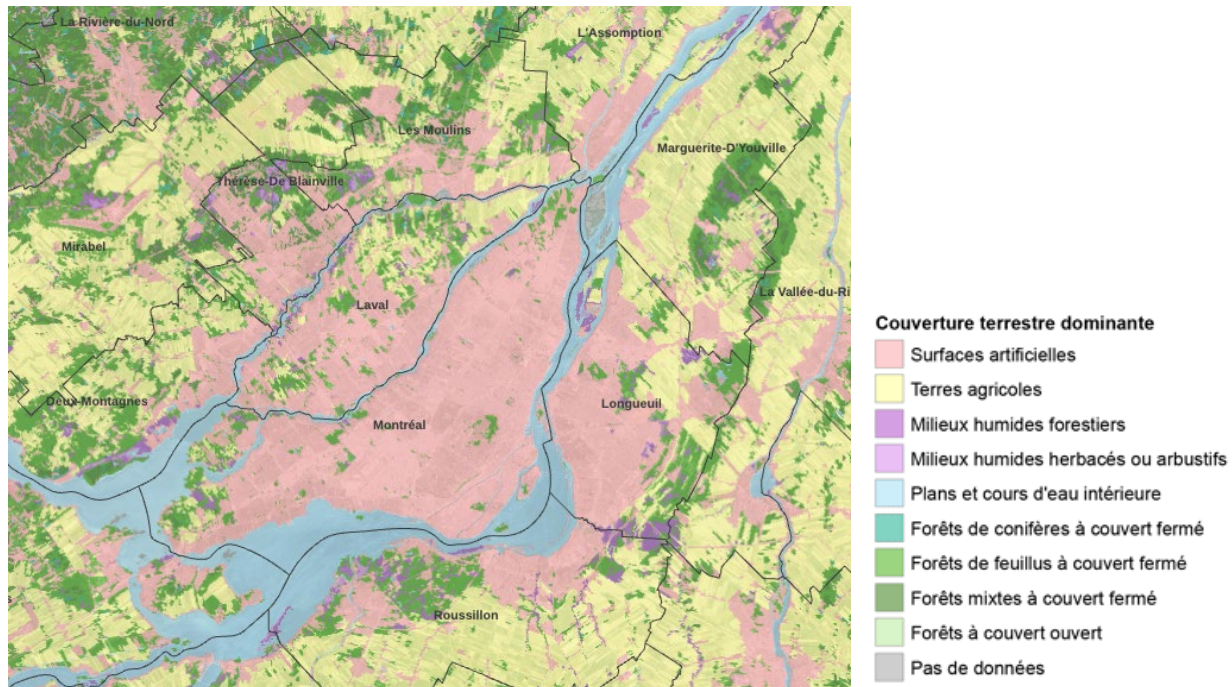 La Rivière-du-Nord
L'Assomption
Les Moulins
Marguerite-D'Youville
Thérèse-De Blainville
Mirabel
La Vallée-du-Ri
Laval
Deux-Montagnes
Longueuil
Montréal
Roussillon
Couverture terrestre dominante
Surfaces artificielles
Terres agricoles
Milieux humides forestiers
Milieux humides herbacés ou arbustifs
Plans et cours d'eau intérieure
Forêts de conifères à couvert fermé
Forêts de feuillus à couvert fermé
Forêts mixtes à couvert fermé
Forêts à couvert ouvert
Pas de données